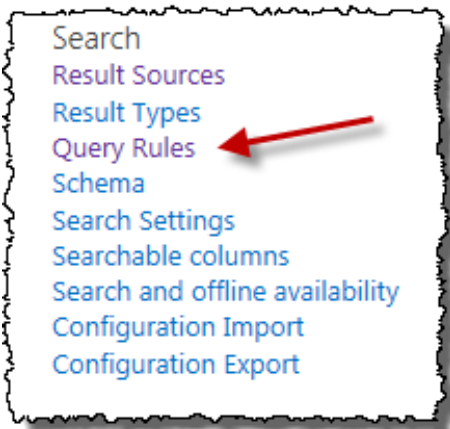 Search
Result Sources
Result Types
Query Rules
Schema
Search Settings
Searchable columns
Search and offline availability
Configuration Import
Configuration Export